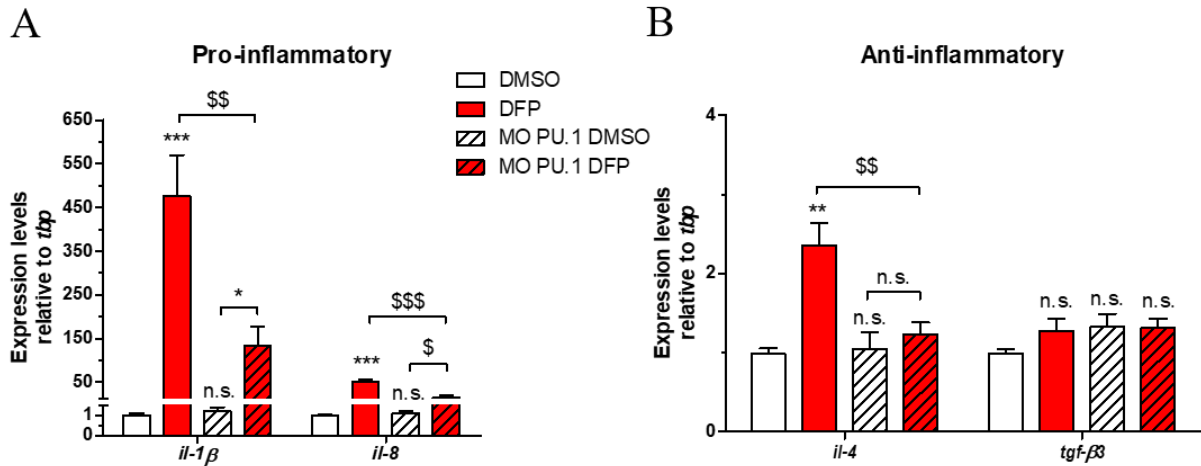 A
Pro-inflammatory
DMSO
DFP
MO PU.1 DMSO
MO PU.1 DFP
Expression levels
relative to tbp
650
550
450
350
250
150
50
1
0
***
$$
n.s.
*
***
$$$
n.s.
$
il-1β
il-8
B
Anti-inflammatory
Expression levels
relative to tbp
4
2
0
**
$$
n.s.
n.s.
n.s.
n.s.
n.s.
il-4
tgf-β3